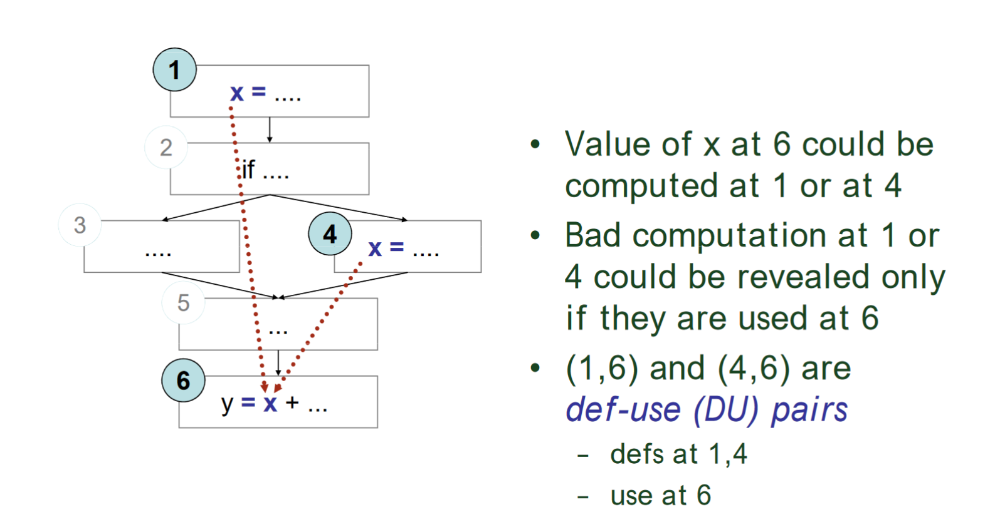 1
x = ....
2
if ....
3
....
4
x = ....
5
...
6
y = x + ...
• Value of x at 6 could be
computed at 1 or at 4
• Bad computation at 1 or
4 could be revealed only
if they are used at 6
• (1,6) and (4,6) are
def-use (DU) pairs
– defs at 1,4
– use at 6